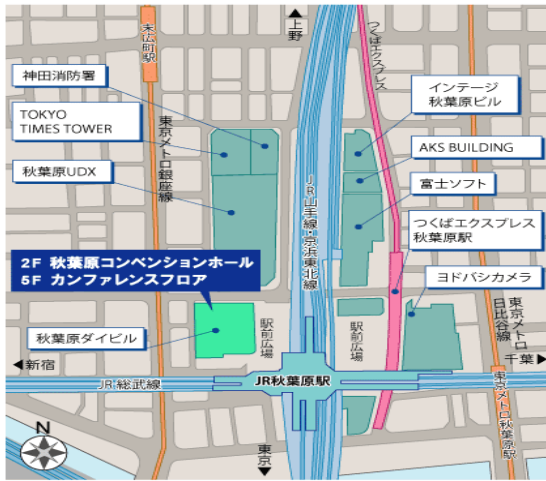 上野
末広町駅
つくばエクスプレス
神田消防署
TOKYO
TIMES TOWER
東京メトロ銀座線
秋葉原UDX
インテージ
秋葉原ビル
AKS BUILDING
富士ソフト
JR山手線・京浜東北線
つくばエクスプレス
秋葉原駅
2F 秋葉原コンベンションホール
5F カンファレンスフロア
ヨドバシカメラ
秋葉原ダイビル
駅前広場
駅前広場
東京メトロ
日比谷線
新宿
千葉
JR総武線
JR秋葉原駅
東京メトロ秋葉原駅
N
東京